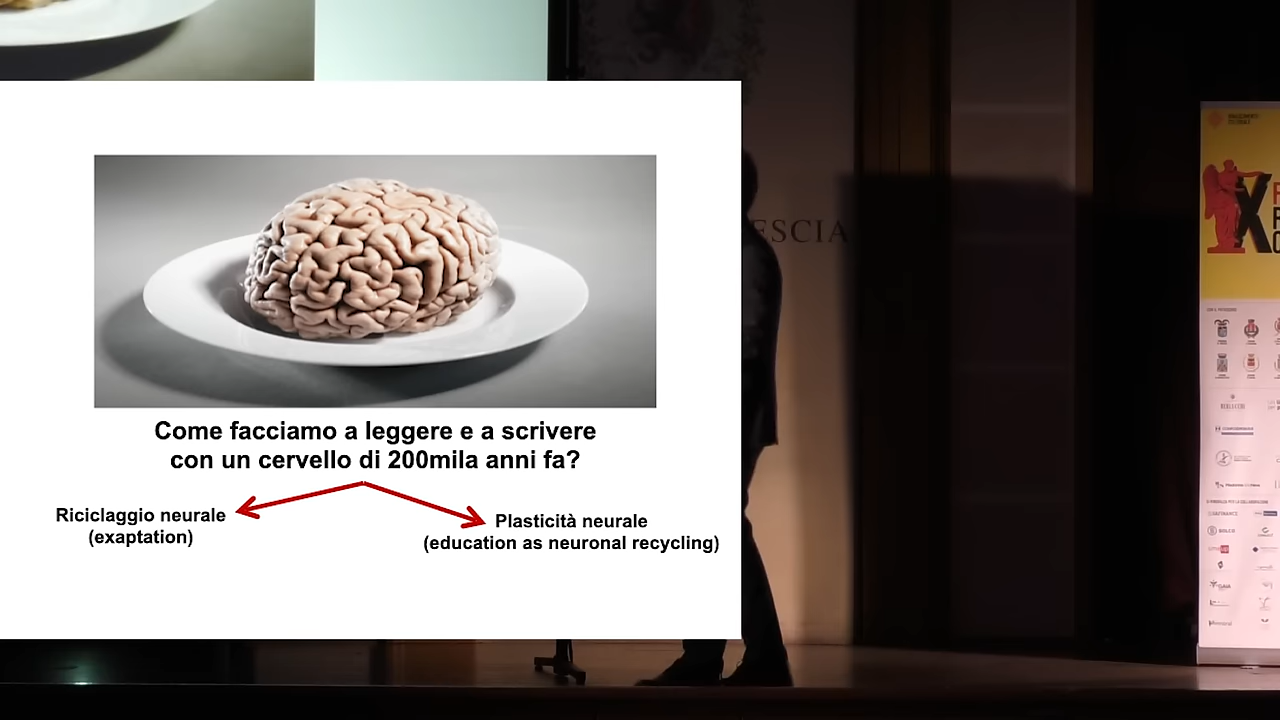 Come facciamo a leggere e a scrivere
con un cervello di 200mila anni fa?
Riciclaggio neurale
(exaptation)
Plasticità neurale
(education as neuronal recycling)
ESCIA
X